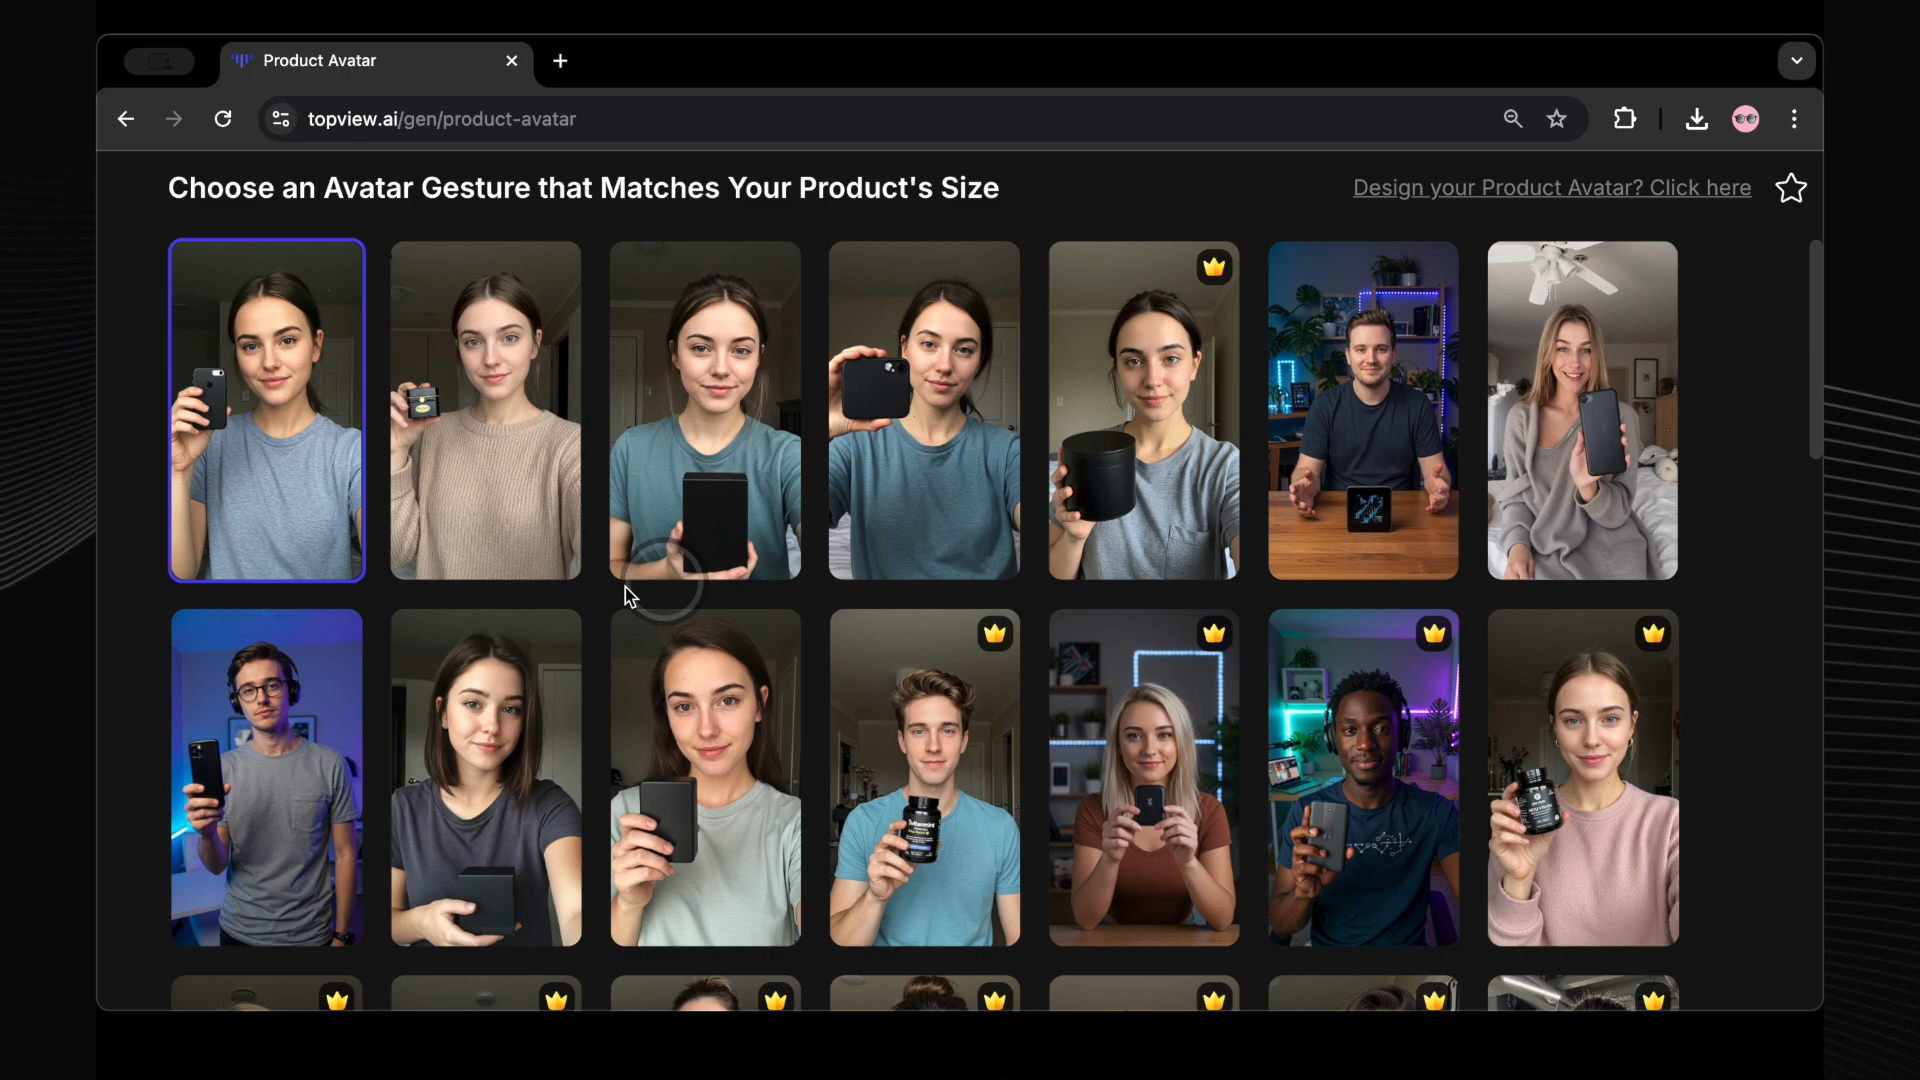 Product Avatar
topview.ai/gen/product-avatar
Choose an Avatar Gesture that Matches Your Product's Size
Design your Product Avatar? Click here